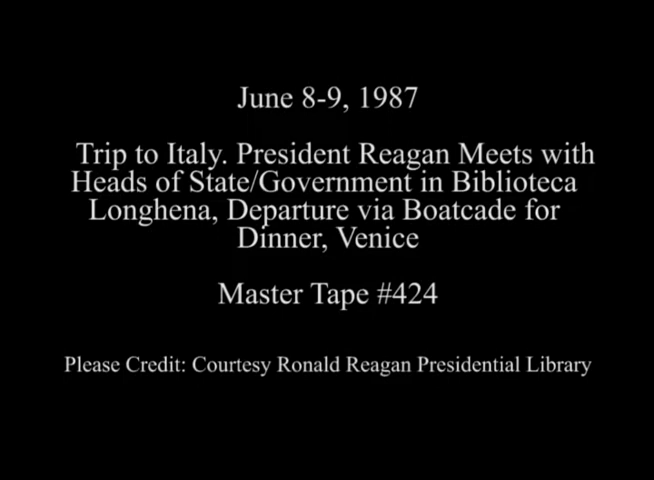 June 8-9, 1987
Trip to Italy. President Reagan Meets with
Heads of State/Government in Biblioteca
Longhena, Departure via Boatcade for
Dinner, Venice
Master Tape #424
Please Credit: Courtesy Ronald Reagan Presidential Library